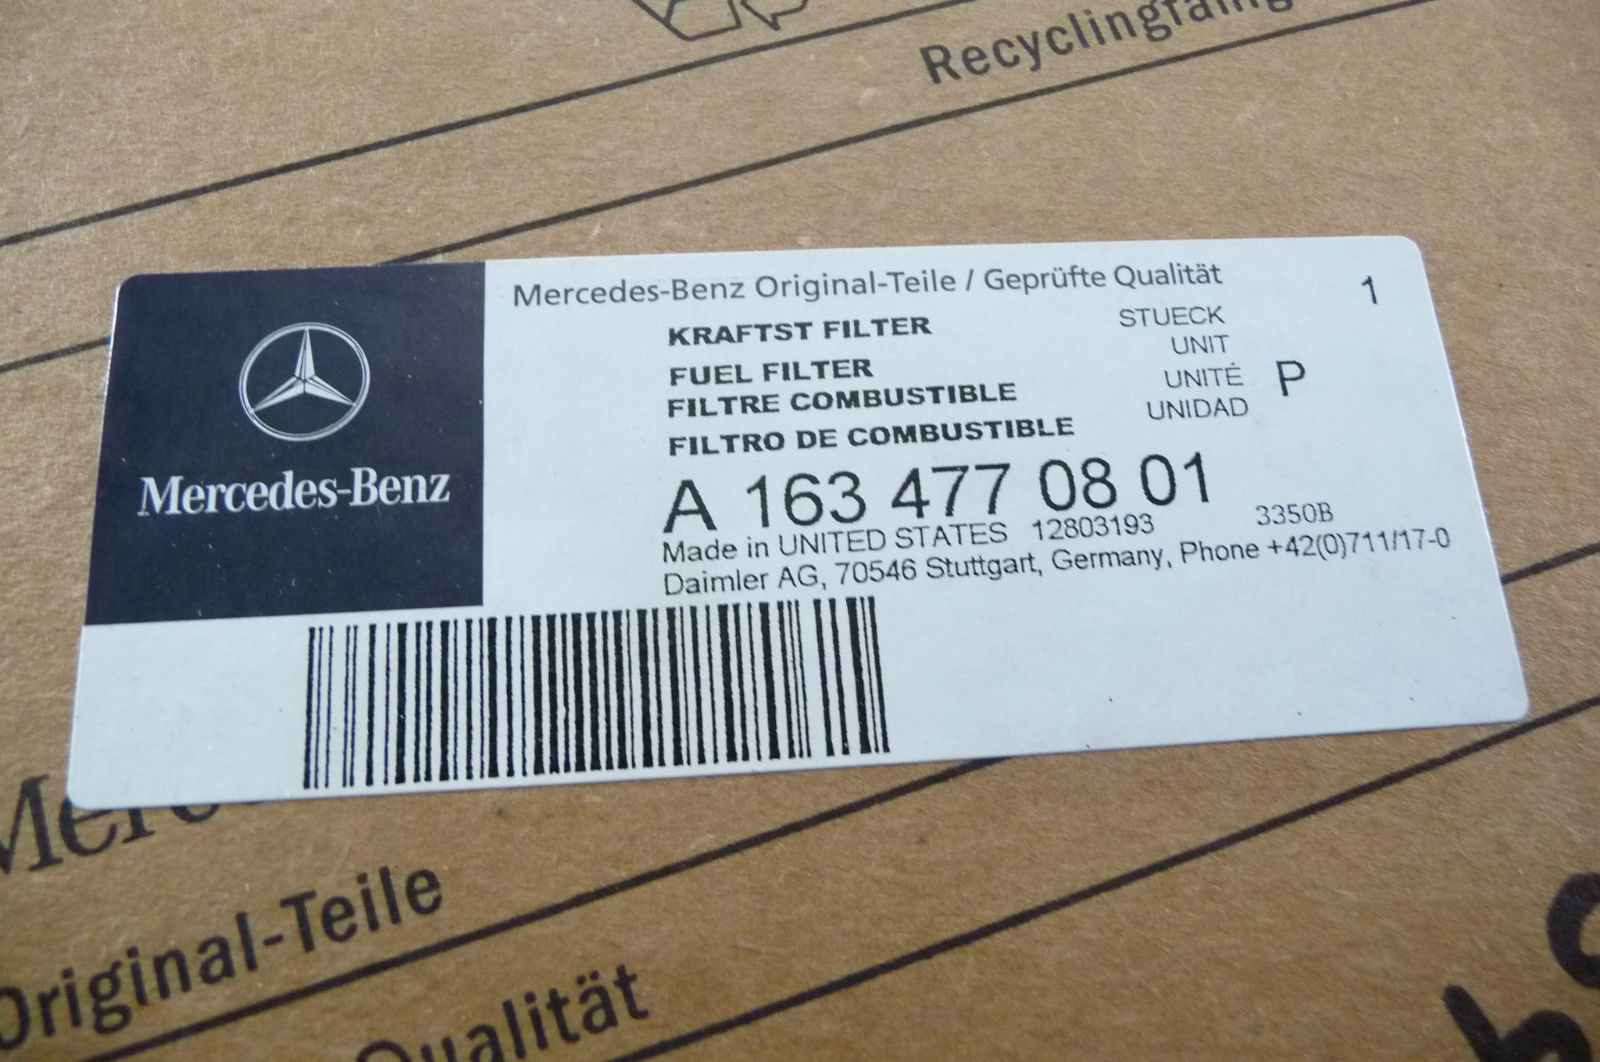 Mercedes-Benz Original-Teile / Geprüfte Qualität
1
KRAFTST FILTER
STUECK
FUEL FILTER
UNIT
FILTRE COMBUSTIBLE
UNITÉ
P
FILTRO DE COMBUSTIBLE
UNIDAD
A 163 477 08 01
Made in UNITED STATES 12803193 3350B
Daimler AG, 70546 Stuttgart, Germany, Phone +42(0)711/17-0
Mercedes-Benz
Original-Teile
Qualität